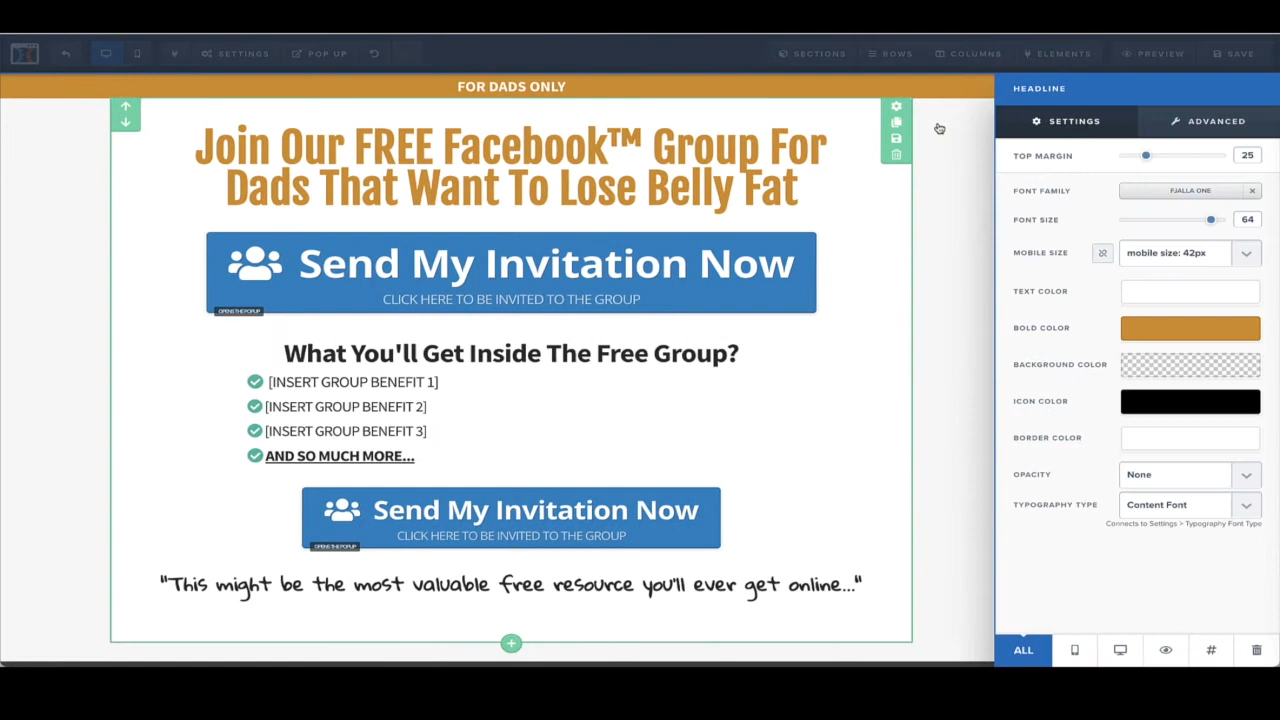 SETTINGS
POP UP
SECTIONS
ROWS
COLUMNS
ELEMENTS
PREVIEW
SAVE
FOR DADS ONLY
Join Our FREE Facebook™ Group For
Dads That Want To Lose Belly Fat
Send My Invitation Now
CLICK HERE TO BE INVITED TO THE GROUP
OPENS THE POPUP
What You'll Get Inside The Free Group?
[INSERT GROUP BENEFIT 1]
[INSERT GROUP BENEFIT 2]
[INSERT GROUP BENEFIT 3]
AND SO MUCH MORE...
Send My Invitation Now
CLICK HERE TO BE INVITED TO THE GROUP
OPENS THE POPUP
"This might be the most valuable free resource you'll ever get online..."
HEADLINE
SETTINGS
ADVANCED
TOP MARGIN
25
FONT FAMILY
FJALLA ONE
FONT SIZE
64
MOBILE SIZE
mobile size: 42px
TEXT COLOR
BOLD COLOR
BACKGROUND COLOR
ICON COLOR
BORDER COLOR
OPACITY
None
TYPOGRAPHY TYPE
Content Font
Connects to Settings > Typography Font Type
ALL
#